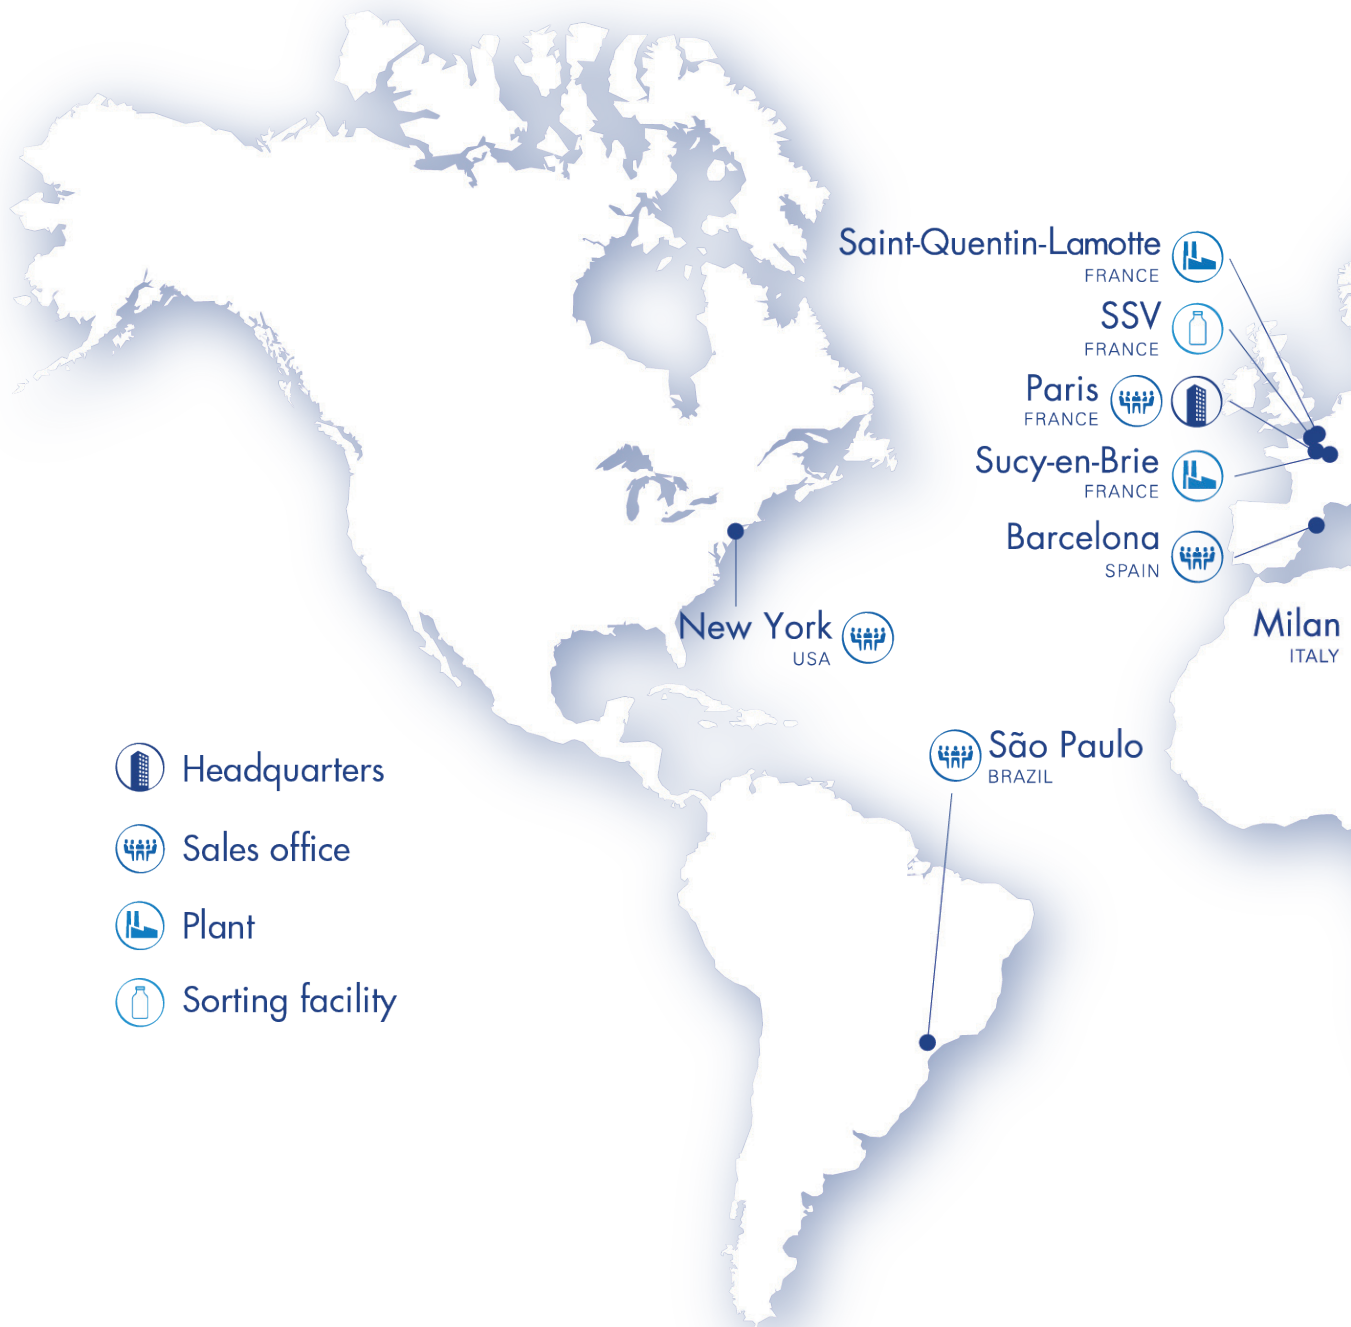 Saint-Quentin-Lamotte
FRANCE
SSV
FRANCE
Paris
FRANCE
Sucy-en-Brie
FRANCE
Barcelona
SPAIN
Milan
ITALY
New York
USA
São Paulo
BRAZIL
Headquarters
Sales office
Plant
Sorting facility